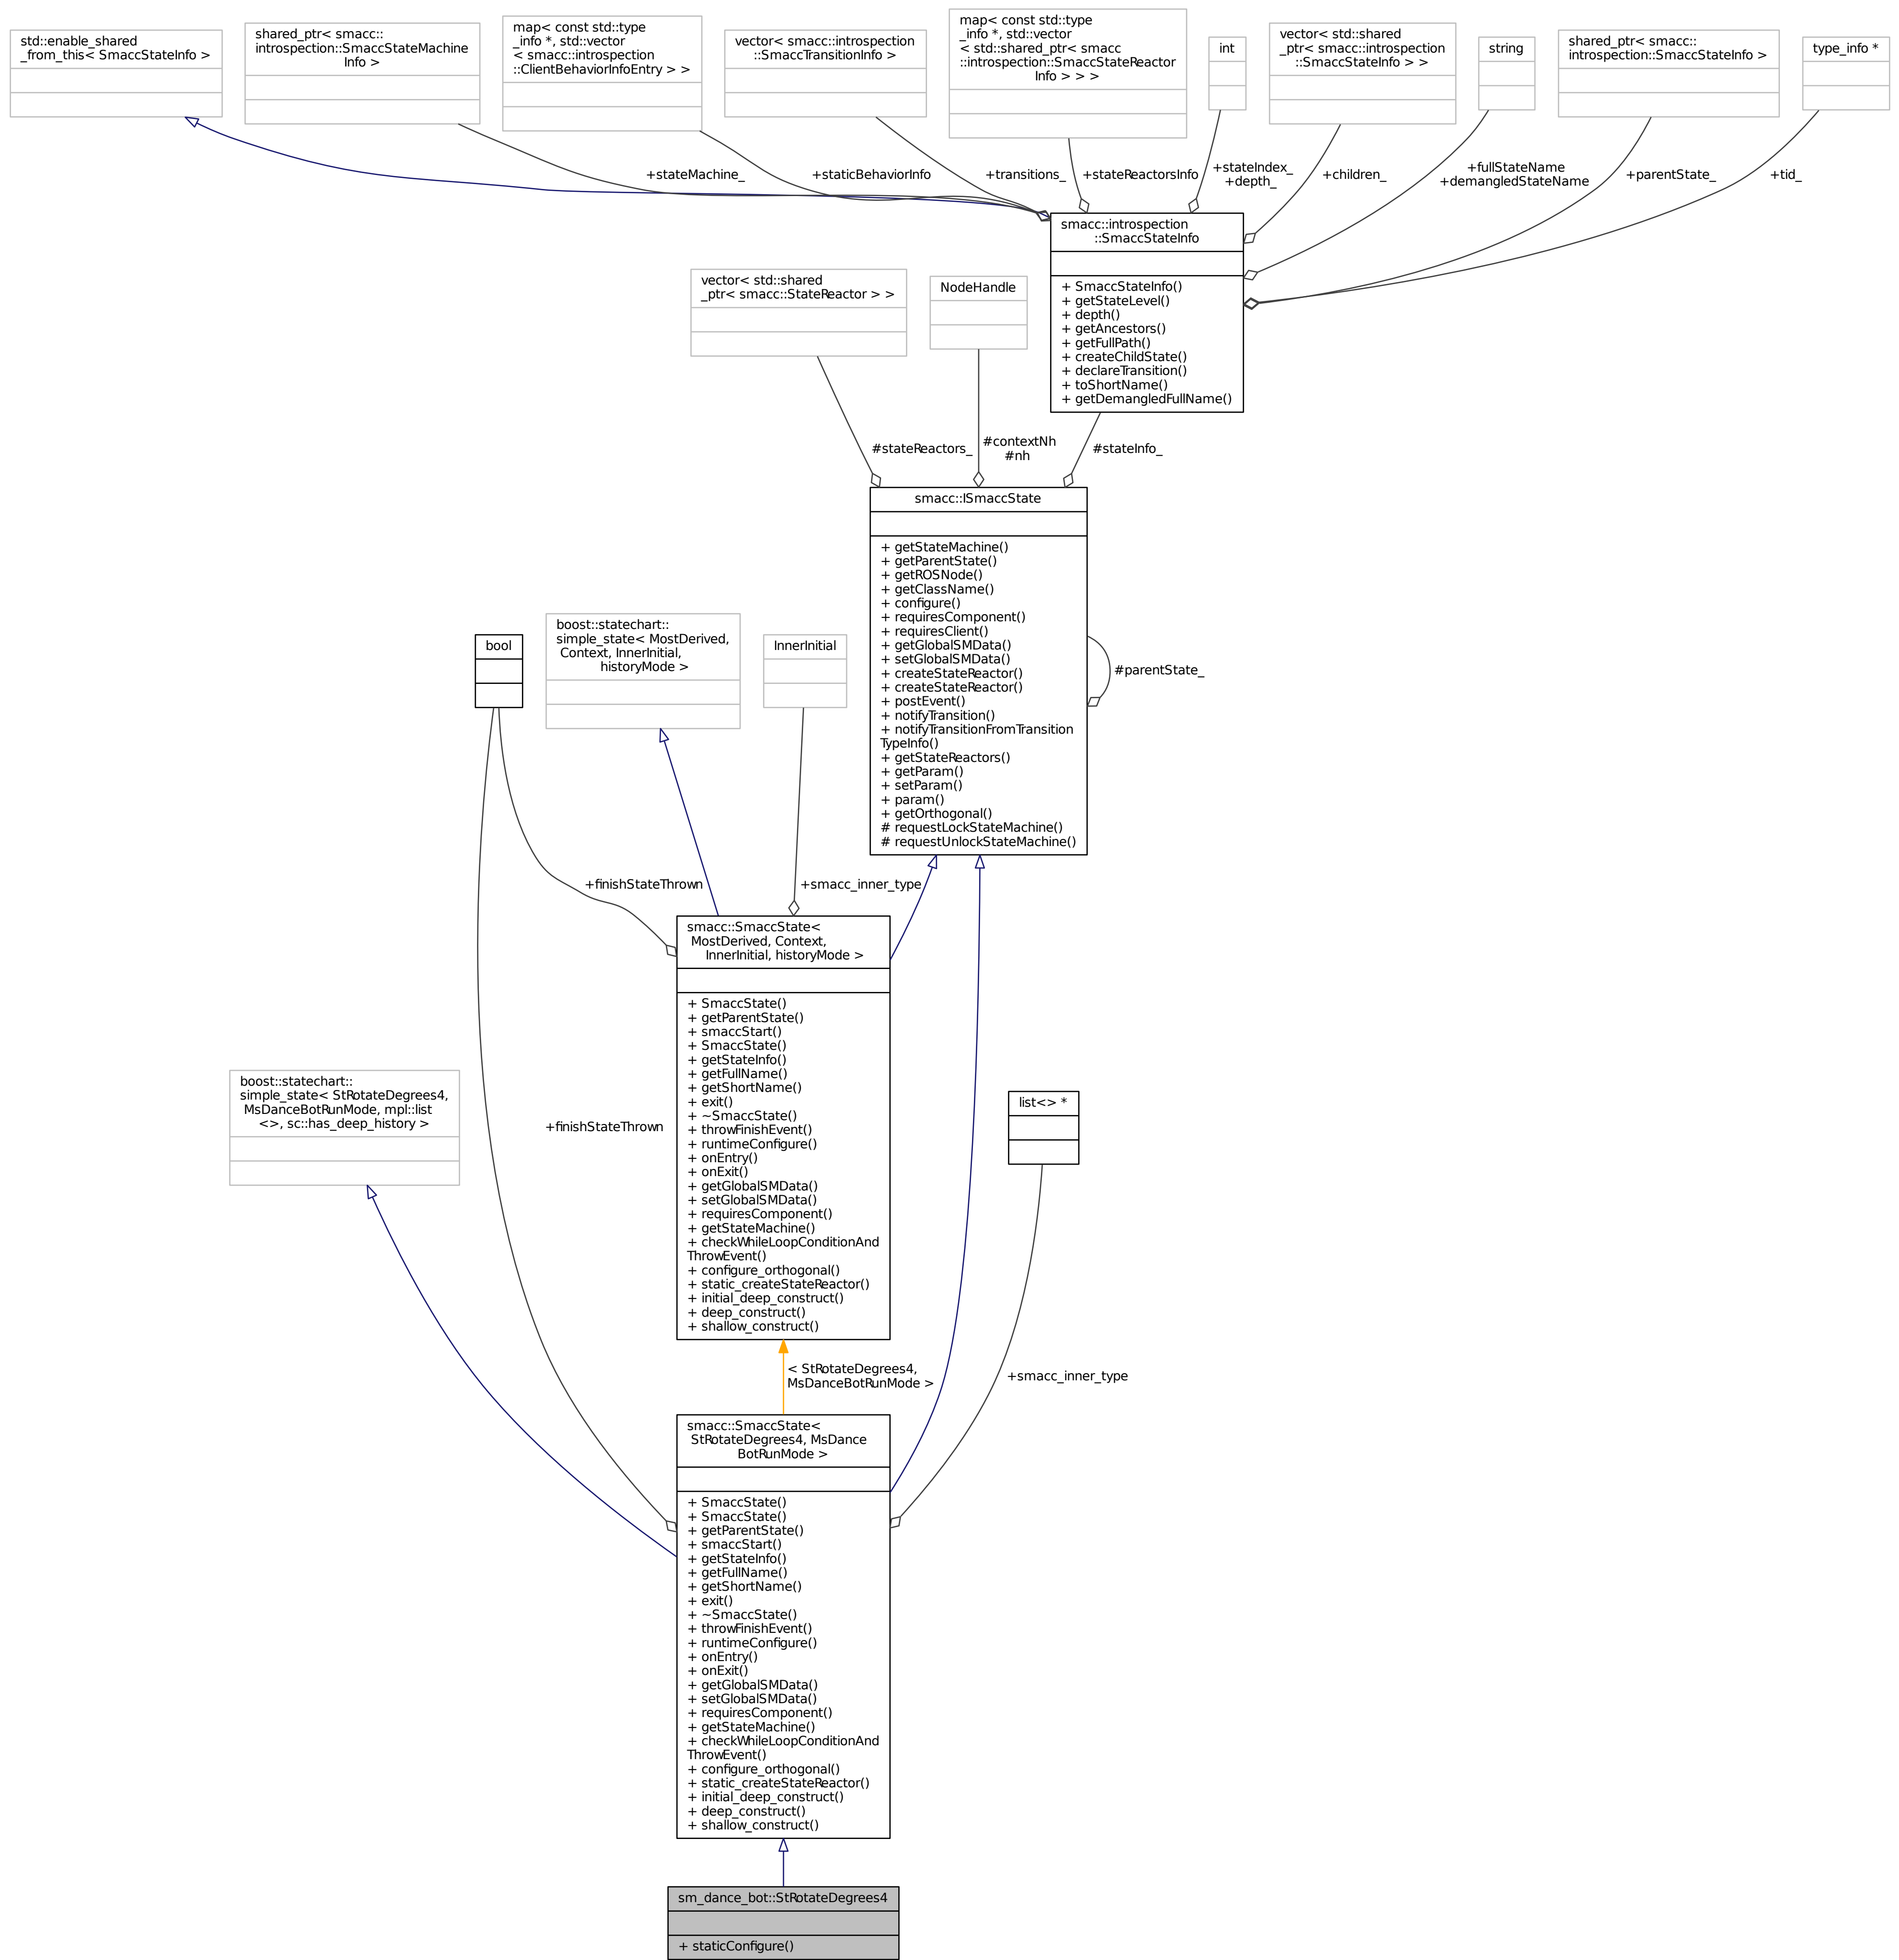 std::enable_shared
_from_this< SmaccStateInfo >
shared_ptr< smacc::
introspection::SmaccStateMachine
Info >
map< const std::type
_info *, std::vector
< smacc::introspection
::ClientBehaviorInfoEntry > >
vector< smacc::introspection
::SmaccTransitionInfo >
map< const std::type
_info *, std::vector
< std::shared_ptr< smacc
::introspection::SmaccStateReactor
Info > > >
int
vector< std::shared
_ptr< smacc::introspection
::SmaccStateInfo > >
string
shared_ptr< smacc::
introspection::SmaccStateInfo >
type_info *
+stateMachine_
+staticBehaviorInfo
+transitions_
+stateReactorsInfo
+stateIndex_
+depth_
+children_
+fullStateName
+demangledStateName
+parentState_
+tid_
smacc::introspection
::SmaccStateInfo
+ SmaccStateInfo()
+ getStateLevel()
+ depth()
+ getAncestors()
+ getFullPath()
+ createChildState()
+ declareTransition()
+ toShortName()
+ getDemangledFullName()
vector< std::shared
_ptr< smacc::StateReactor > >
NodeHandle
#stateReactors_
#contextNh
#nh
#stateInfo_
smacc::ISmaccState
+ getStateMachine()
+ getParentState()
+ getROSNode()
+ getClassName()
+ configure()
+ requiresComponent()
+ requiresClient()
+ getGlobalSMData()
+ setGlobalSMData()
+ createStateReactor()
+ createStateReactor()
+ postEvent()
+ notifyTransition()
+ notifyTransitionFromTransition
TypeInfo()
+ getStateReactors()
+ getParam()
+ setParam()
+ param()
+ getOrthogonal()
# requestLockStateMachine()
# requestUnlockStateMachine()
#parentState_
bool
boost::statechart::
simple_state< MostDerived,
Context, InnerInitial,
historyMode >
InnerInitial
+finishStateThrown
+smacc_inner_type
smacc::SmaccState<
MostDerived, Context,
InnerInitial, historyMode >
+ SmaccState()
+ getParentState()
+ smaccStart()
+ SmaccState()
+ getStateInfo()
+ getFullName()
+ getShortName()
+ exit()
+ ~SmaccState()
+ throwFinishEvent()
+ runtimeConfigure()
+ onEntry()
+ onExit()
+ getGlobalSMData()
+ setGlobalSMData()
+ requiresComponent()
+ getStateMachine()
+ checkWhileLoopConditionAnd
ThrowEvent()
+ configure_orthogonal()
+ static_createStateReactor()
+ initial_deep_construct()
+ deep_construct()
+ shallow_construct()
boost::statechart::
simple_state< StRotateDegrees4,
MsDanceBotRunMode, mpl::list
<>, sc::has_deep_history >
+finishStateThrown
list<> *
< StRotateDegrees4,
MsDanceBotRunMode >
+smacc_inner_type
smacc::SmaccState<
StRotateDegrees4, MsDance
BotRunMode >
+ SmaccState()
+ SmaccState()
+ getParentState()
+ smaccStart()
+ getStateInfo()
+ getFullName()
+ getShortName()
+ exit()
+ ~SmaccState()
+ throwFinishEvent()
+ runtimeConfigure()
+ onEntry()
+ onExit()
+ getGlobalSMData()
+ setGlobalSMData()
+ requiresComponent()
+ getStateMachine()
+ checkWhileLoopConditionAnd
ThrowEvent()
+ configure_orthogonal()
+ static_createStateReactor()
+ initial_deep_construct()
+ deep_construct()
+ shallow_construct()
sm_dance_bot::StRotateDegrees4
+ staticConfigure()